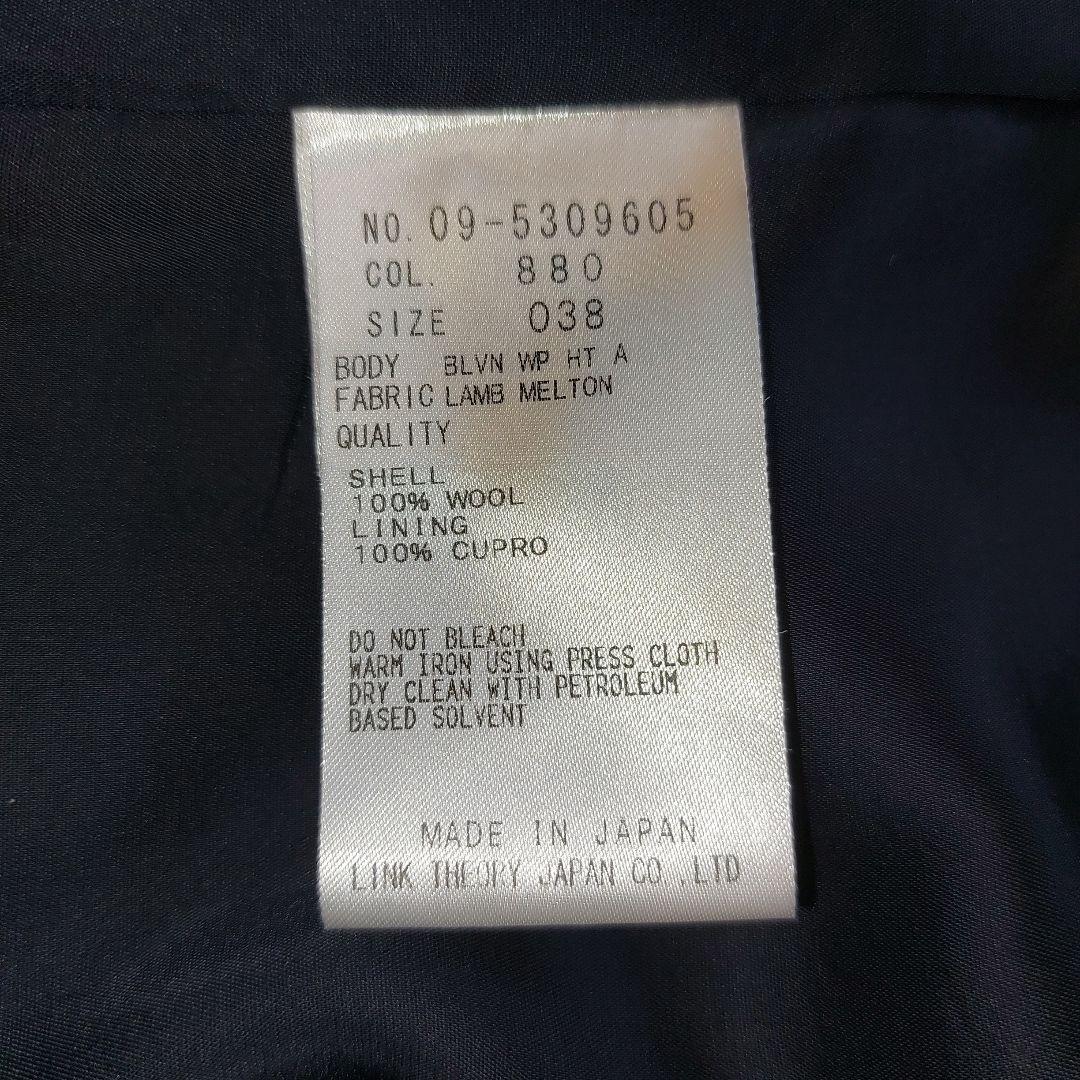 NO. 09-5309605
COL. 880
SIZE 038
BODY BLVN WP HT A
FABRIC LAMB MELTON
QUALITY
SHELL
100% WOOL
LINING
100% CUPRO
DO NOT BLEACH
WARM IRON USING PRESS CLOTH
DRY CLEAN WITH PETROLEUM
BASED SOLVENT
MADE IN JAPAN
LINK THEORY JAPAN CO .LTD